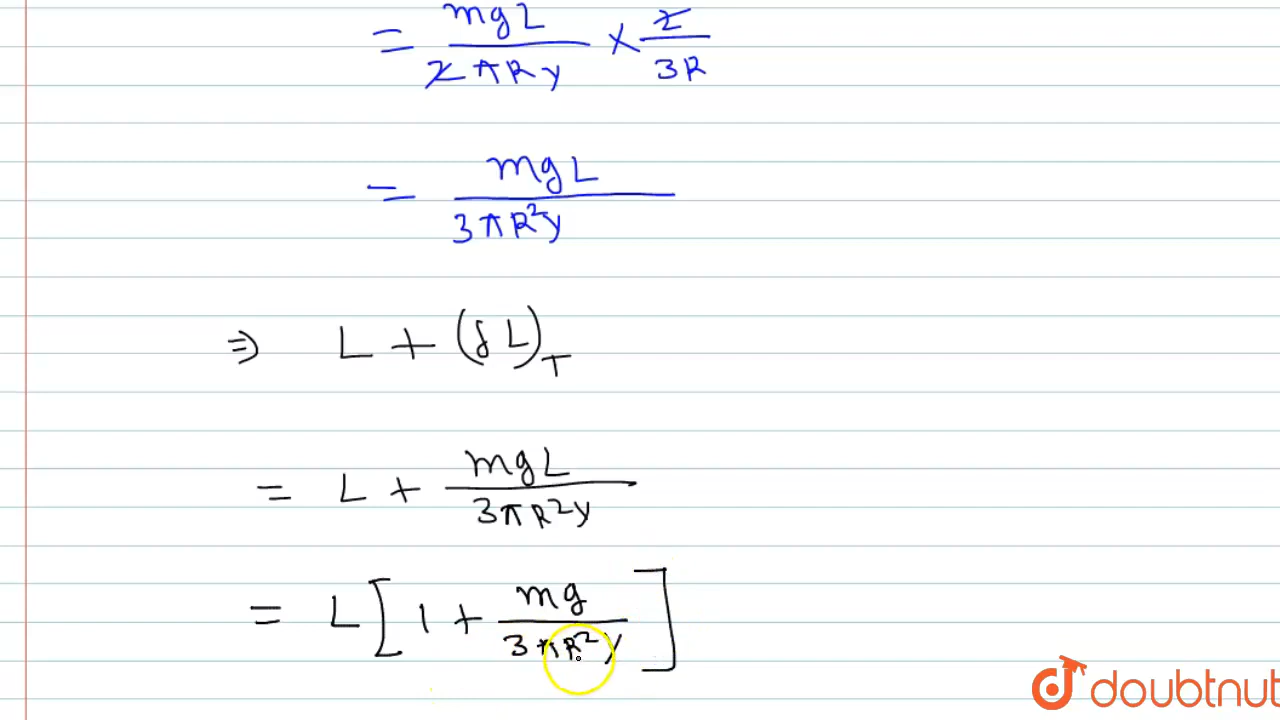 = mgL / 2πRy × 2 / 3R
= mgL / 3πR²y
⇒ L + (δL)_T
= L + mgL / 3πR²y
= L [ 1 + mg / 3πR²y ]
doubtnut